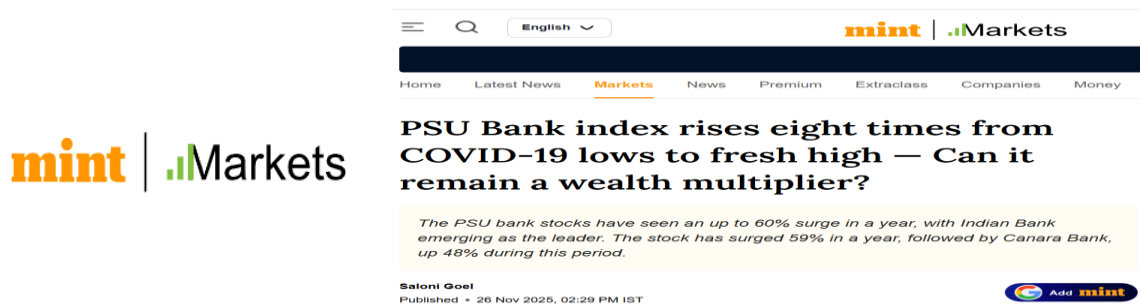 mint | Markets
English
mint | Markets
Home Latest News Markets News Premium Extraclass Companies Money
PSU Bank index rises eight times from
COVID-19 lows to fresh high — Can it
remain a wealth multiplier?
The PSU bank stocks have seen an up to 60% surge in a year, with Indian Bank
emerging as the leader. The stock has surged 59% in a year, followed by Canara Bank,
up 48% during this period.
Saloni Goel
Published • 26 Nov 2025, 02:29 PM IST
G Add mint